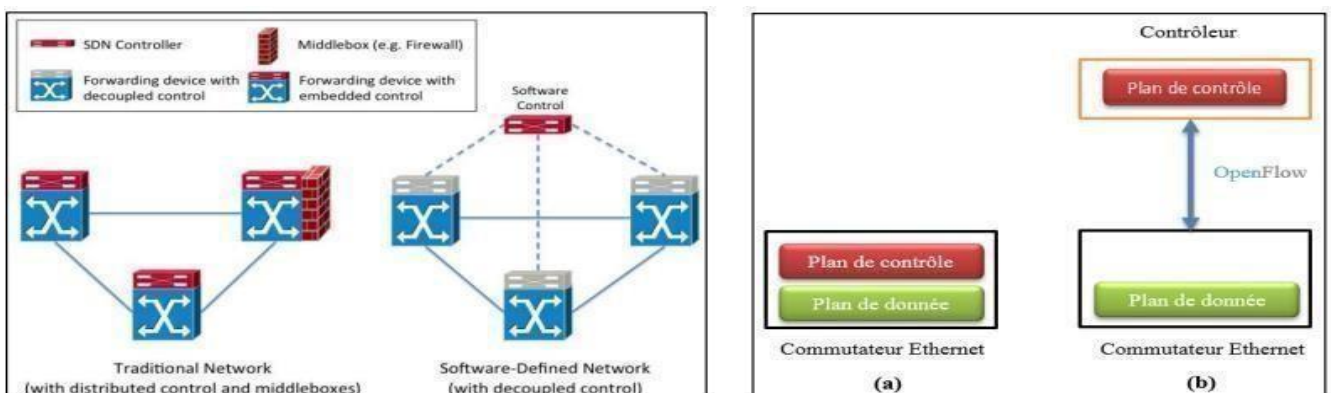 SDN Controller
Middlebox (e.g. Firewall)
Forwarding device with
decoupled control
Forwarding device with
embedded control
Software
Control
Traditional Network
(with distributed control and middleboxes)
Software-Defined Network
(with decoupled control)
Contrôleur
Plan de contrôle
OpenFlow
Plan de contrôle
Plan de donnée
Plan de donnée
Commutateur Ethernet
Commutateur Ethernet
(a)
(b)